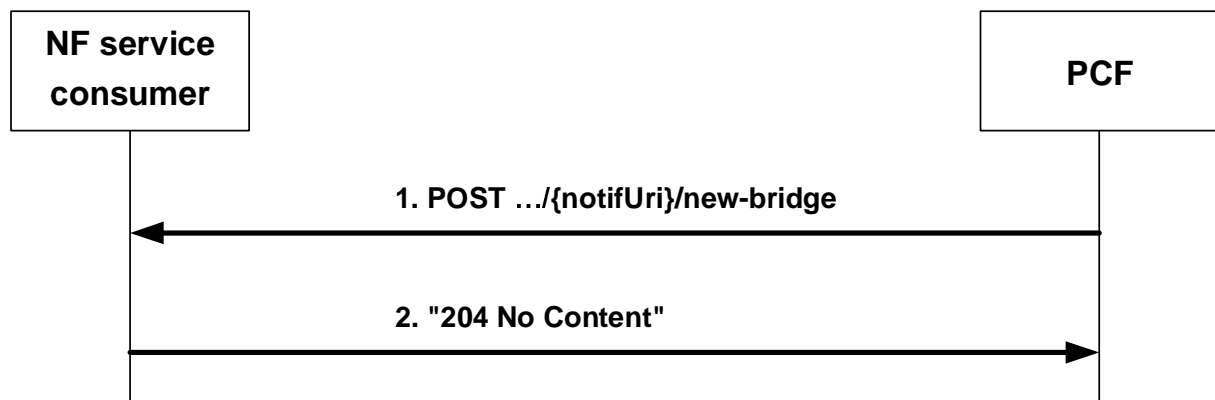 NF service
consumer
PCF
1. POST …/{notifUri}/new-bridge
2. "204 No Content"